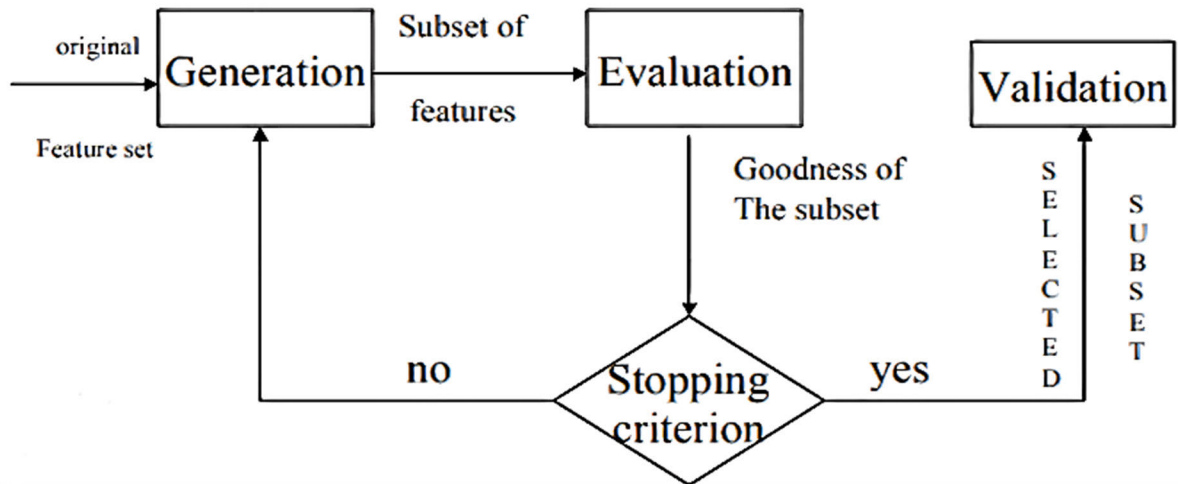 original
Feature set
Generation
Subset of
features
Evaluation
Goodness of
The subset
Stopping
criterion
no
yes
SELECTED
SUBSET
Validation